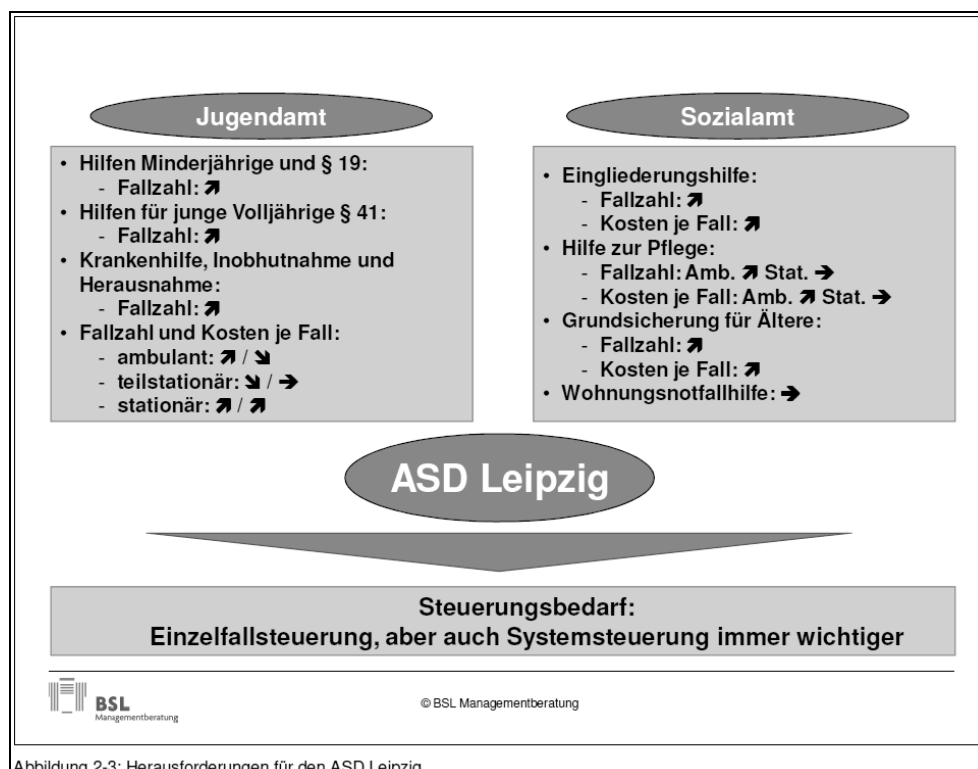 Jugendamt
• Hilfen Minderjährige und § 19:
- Fallzahl: ↗
• Hilfen für junge Volljährige § 41:
- Fallzahl: ↗
• Krankenhilfe, Inobhutnahme und
Herausnahme:
- Fallzahl: ↗
• Fallzahl und Kosten je Fall:
- ambulant: ↗ / ↘
- teilstationär: ↘ / ➔
- stationär: ↗ / ↗
Sozialamt
• Eingliederungshilfe:
- Fallzahl: ↗
- Kosten je Fall: ↗
• Hilfe zur Pflege:
- Fallzahl: Amb. ↗ Stat. ➔
- Kosten je Fall: Amb. ↗ Stat. ➔
• Grundsicherung für Ältere:
- Fallzahl: ↗
- Kosten je Fall: ↗
• Wohnungsnotfallhilfe: ➔
ASD Leipzig
Steuerungsbedarf:
Einzelfallsteuerung, aber auch Systemsteuerung immer wichtiger
BSL
Managementberatung
© BSL Managementberatung
Abbildung 2-3: Herausforderungen für den ASD Leipzig